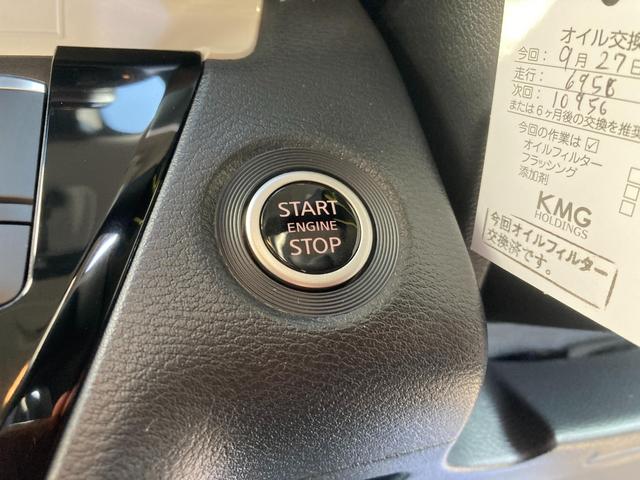 START
ENGINE
STOP
オイル交換
今回: 9月27日
走行: 6958
次回: 10956
または6ヶ月後の交換を推奨
今回の作業は☑
オイルフィルター
フラッシング
添加剤
KMG
HOLDINGS
今回オイルフィルター
交換済です。